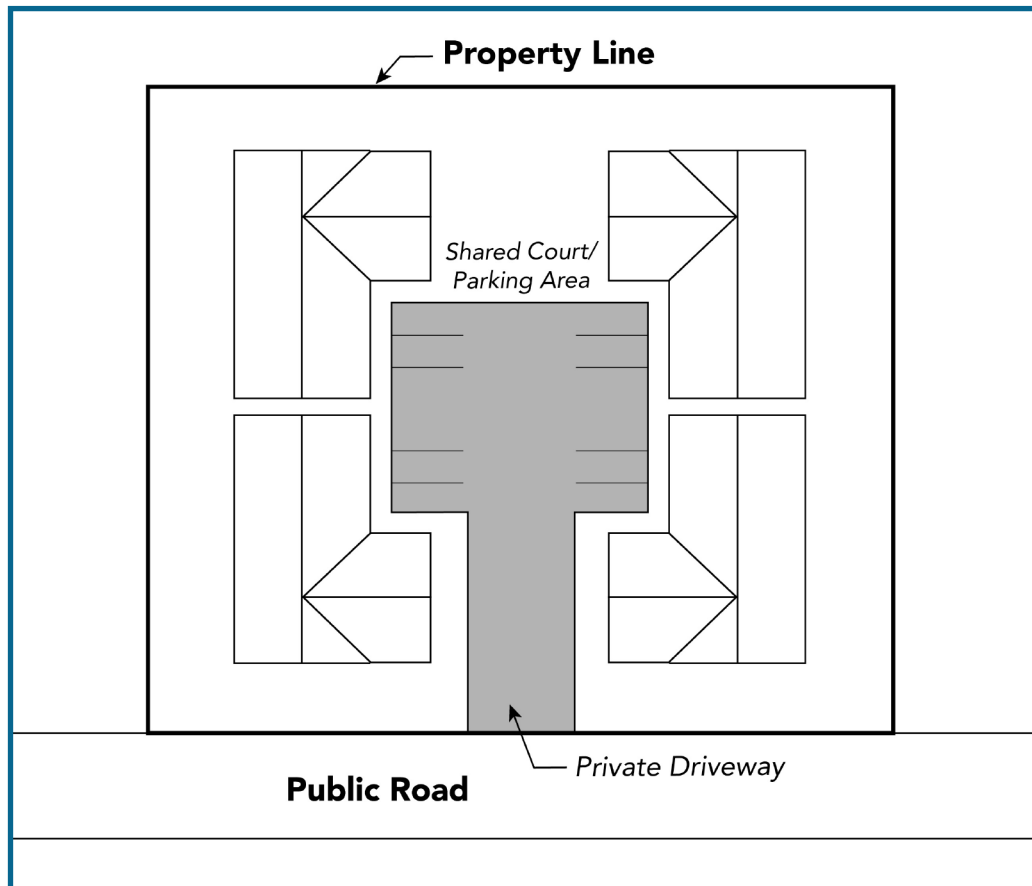 Property Line
Shared Court/
Parking Area
Private Driveway
Public Road